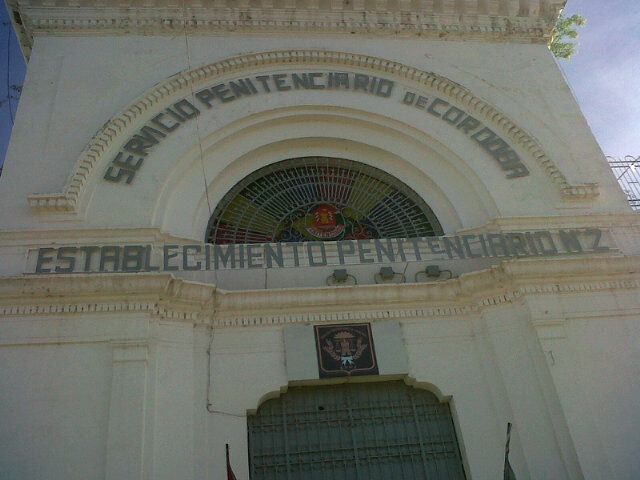 SERVICIO PENITENCIARIO DE CORDOBA
ESTABLECIMIENTO PENITENCIARIO Nº2